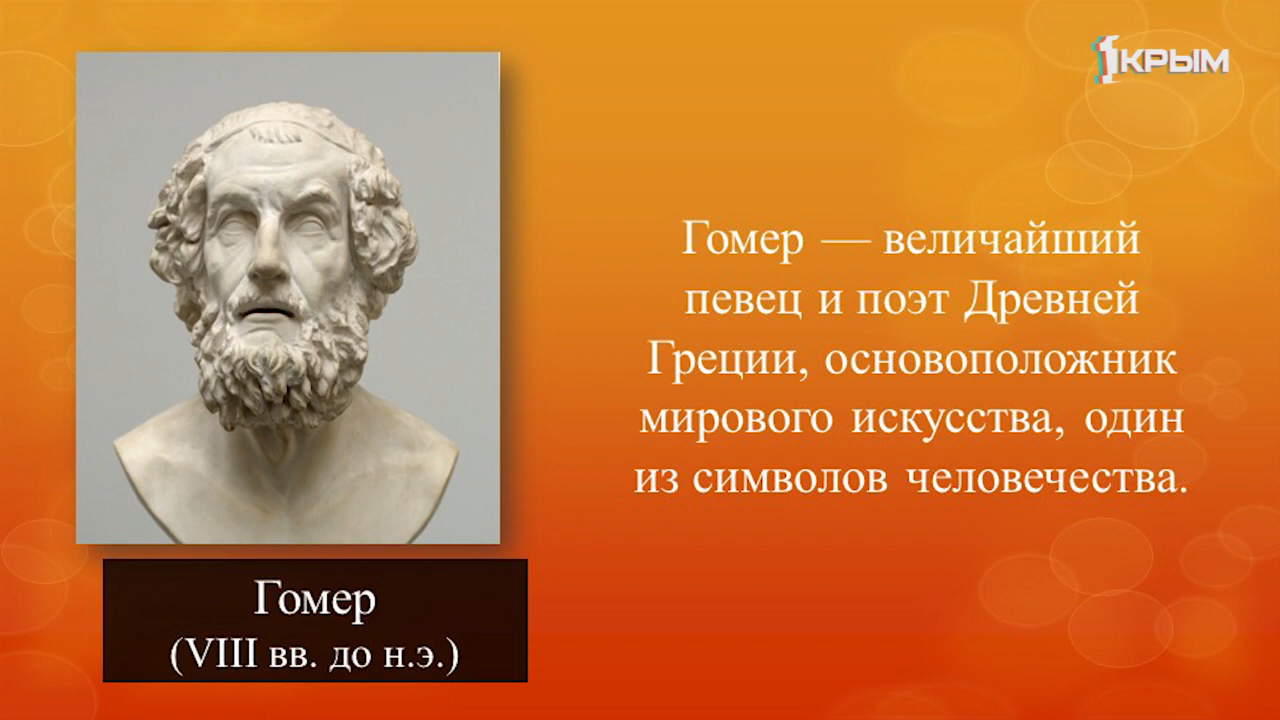 1КРЫМ
Гомер — величайший
певец и поэт Древней
Греции, основоположник
мирового искусства, один
из символов человечества.
Гомер
(VIII вв. до н.э.)